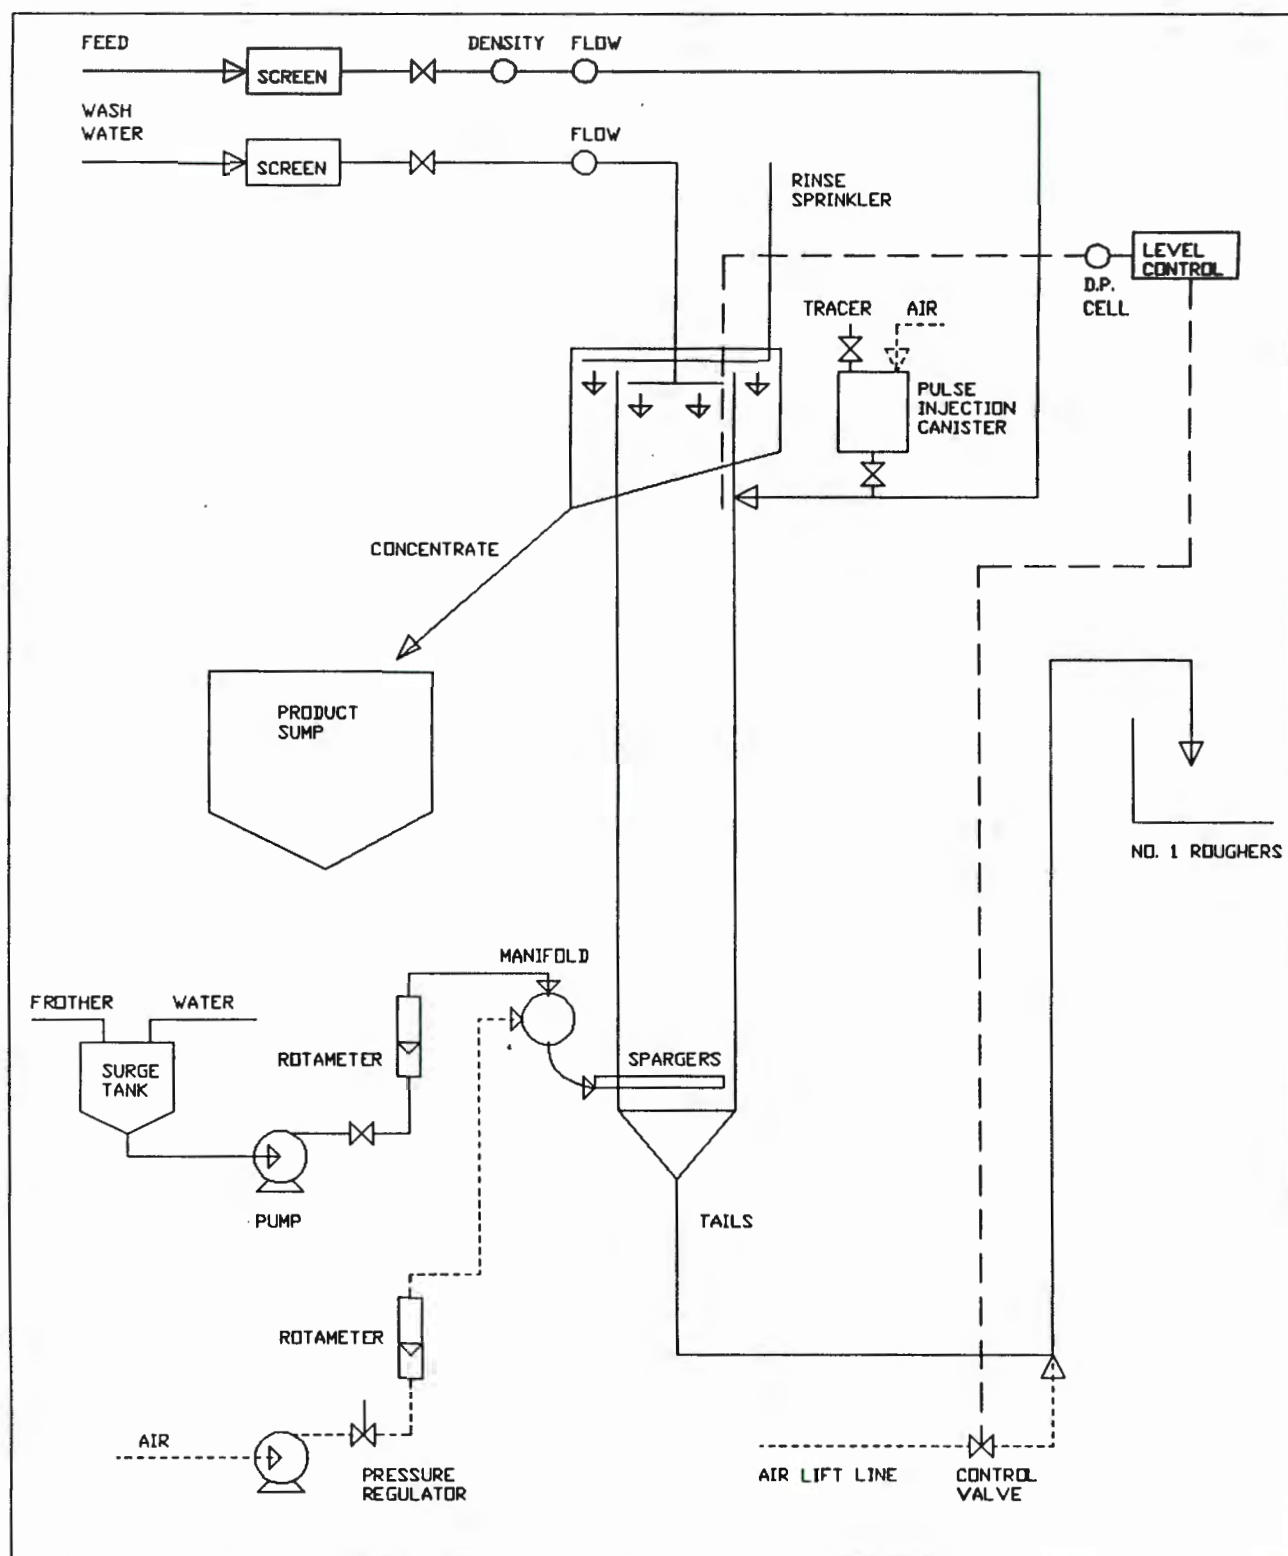 FEED
SCREEN
DENSITY
FLOW
WASH
WATER
SCREEN
FLOW
RINSE
SPRINKLER
LEVEL
CONTROL
D.P.
CELL
TRACER
AIR
PULSE
INJECTION
CANISTER
CONCENTRATE
PRODUCT
SUMP
NO. 1 ROUGHERS
MANIFOLD
FROTHER
WATER
ROTAMETER
SURGE
TANK
SPARGERS
PUMP
TAILS
ROTAMETER
AIR
PRESSURE
REGULATOR
AIR LIFT LINE
CONTROL
VALVE